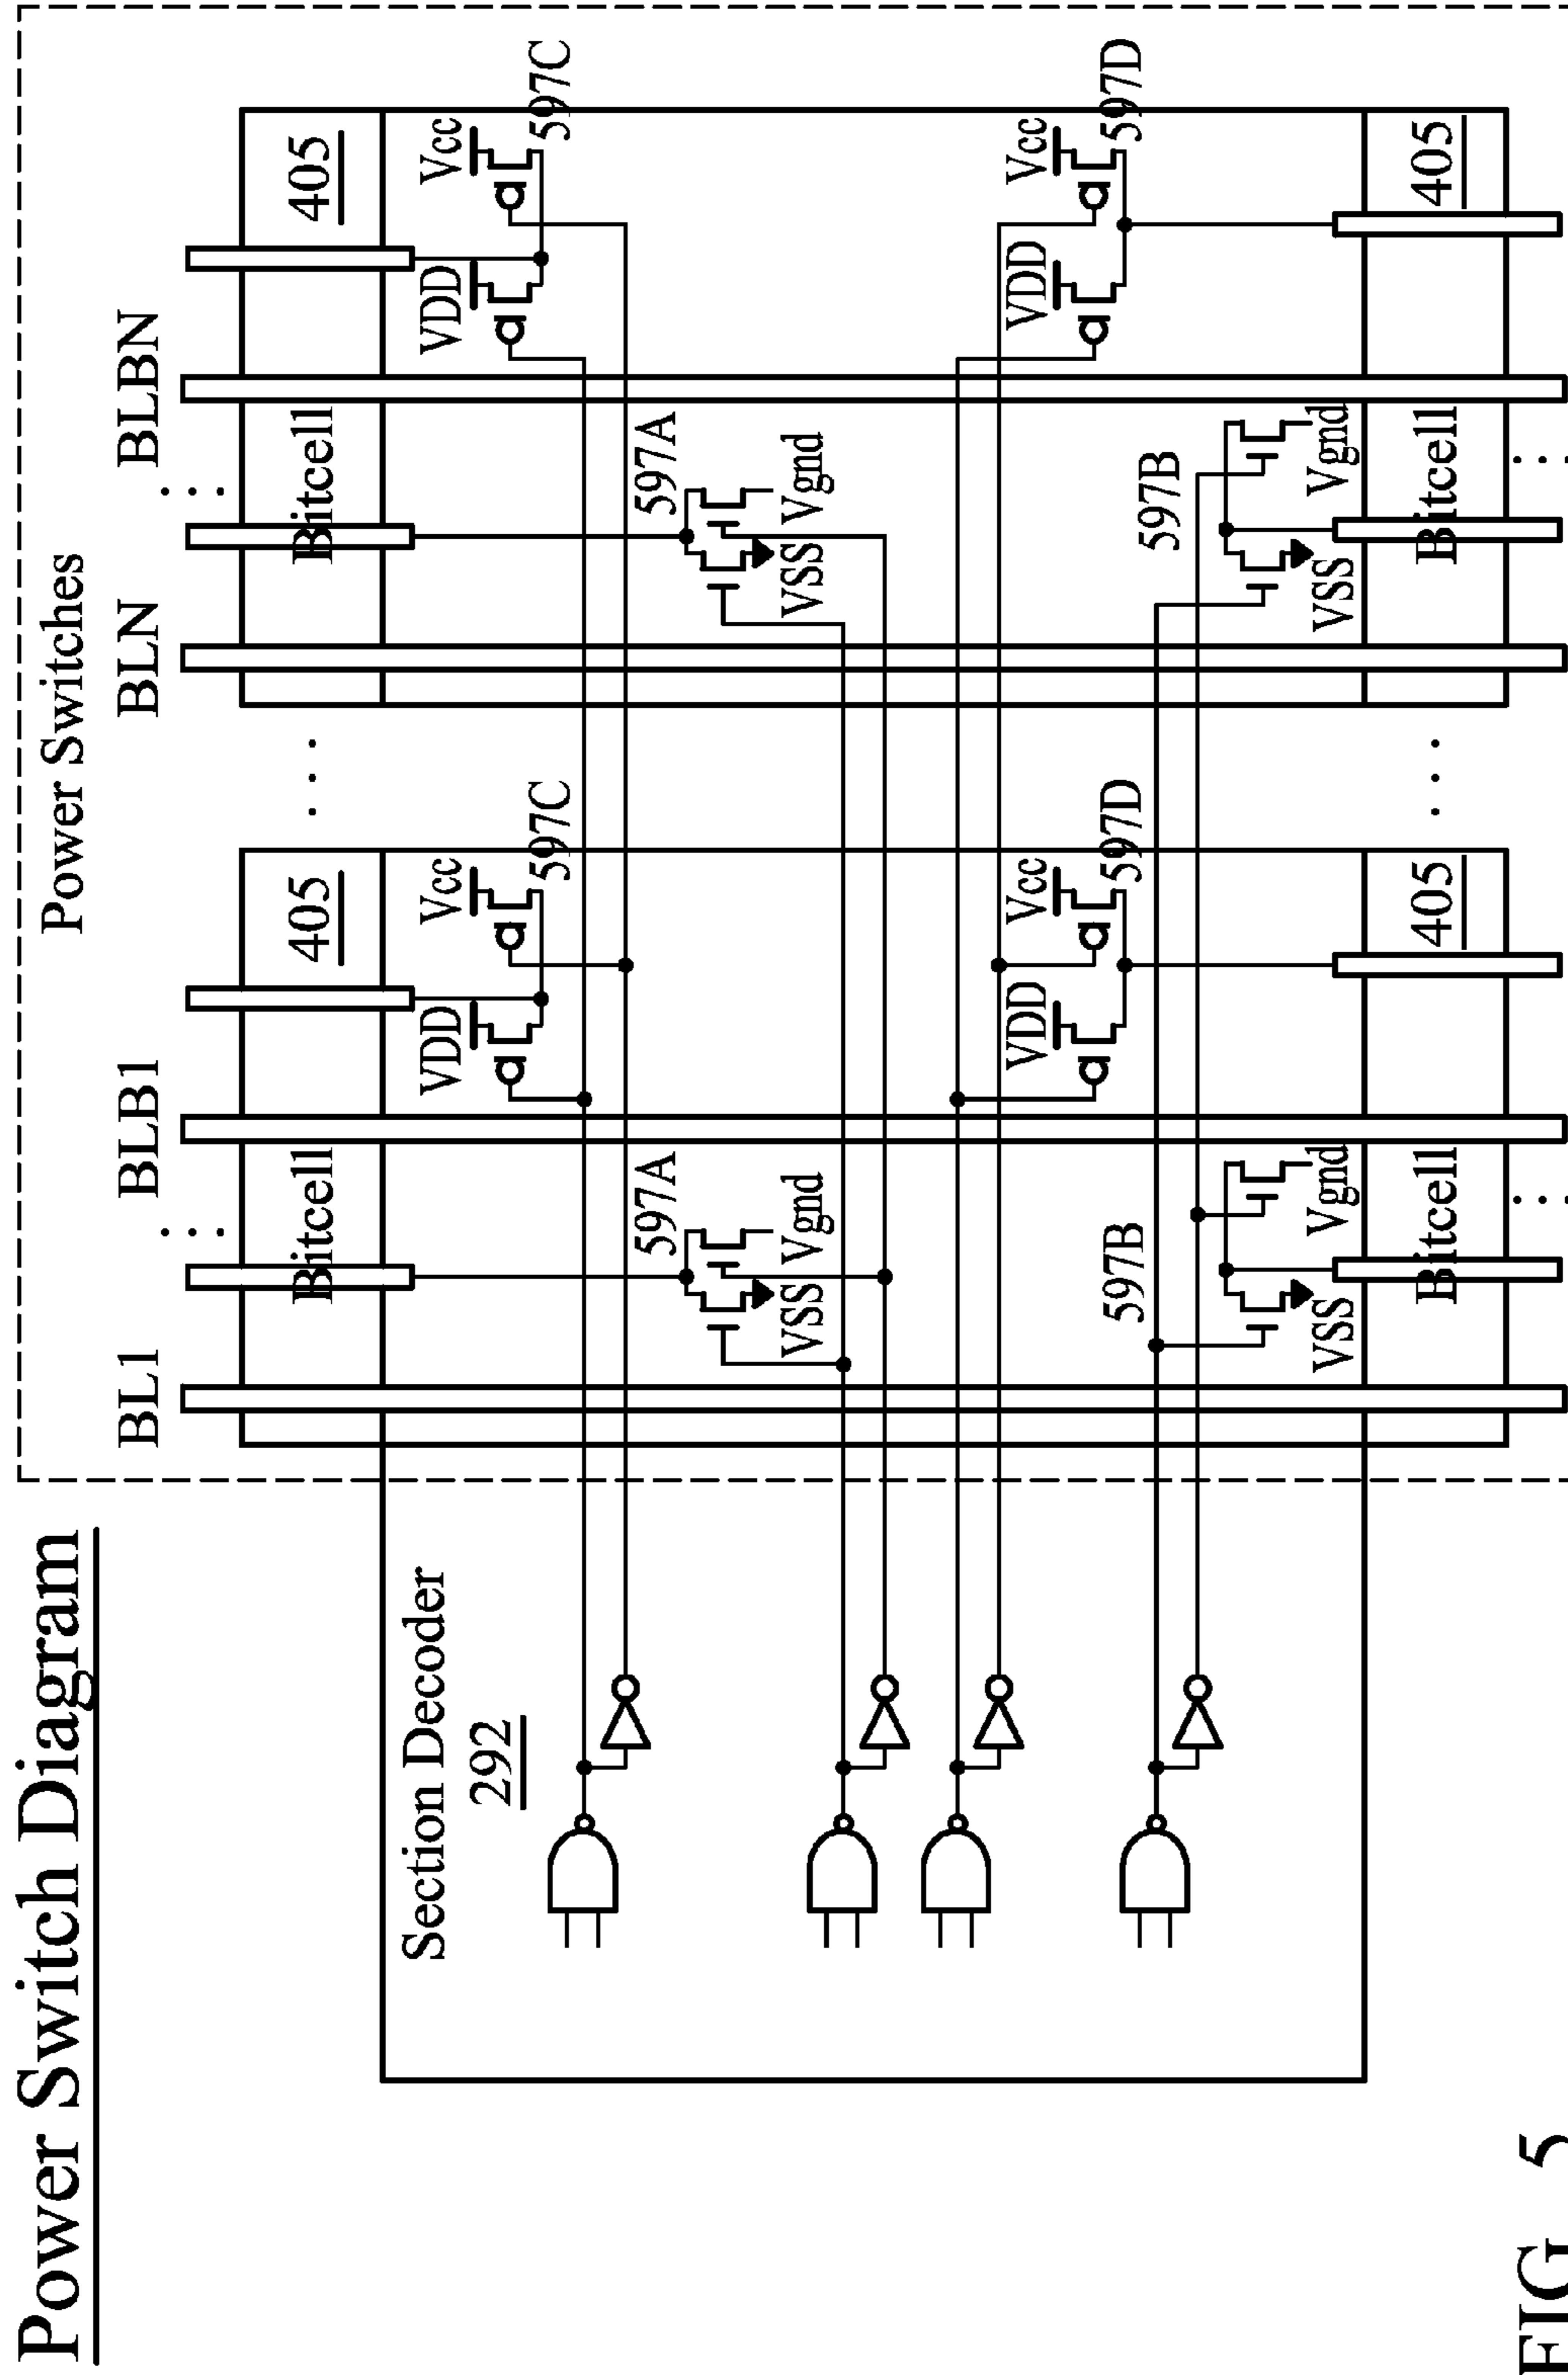 Power Switch Diagram
Power Switches
BL1 BLB1 BLN BLBN
Bitcell 405 Bitcell 405
Section Decoder
292
VDD Vcc VDD Vcc
597C 597C
597A 597A
VSS Vgnd VSS Vgnd
VDD Vcc VDD Vcc
597D 597D
597B 597B
VSS Vgnd VSS Vgnd
Bitcell 405 Bitcell 405
FIG 5